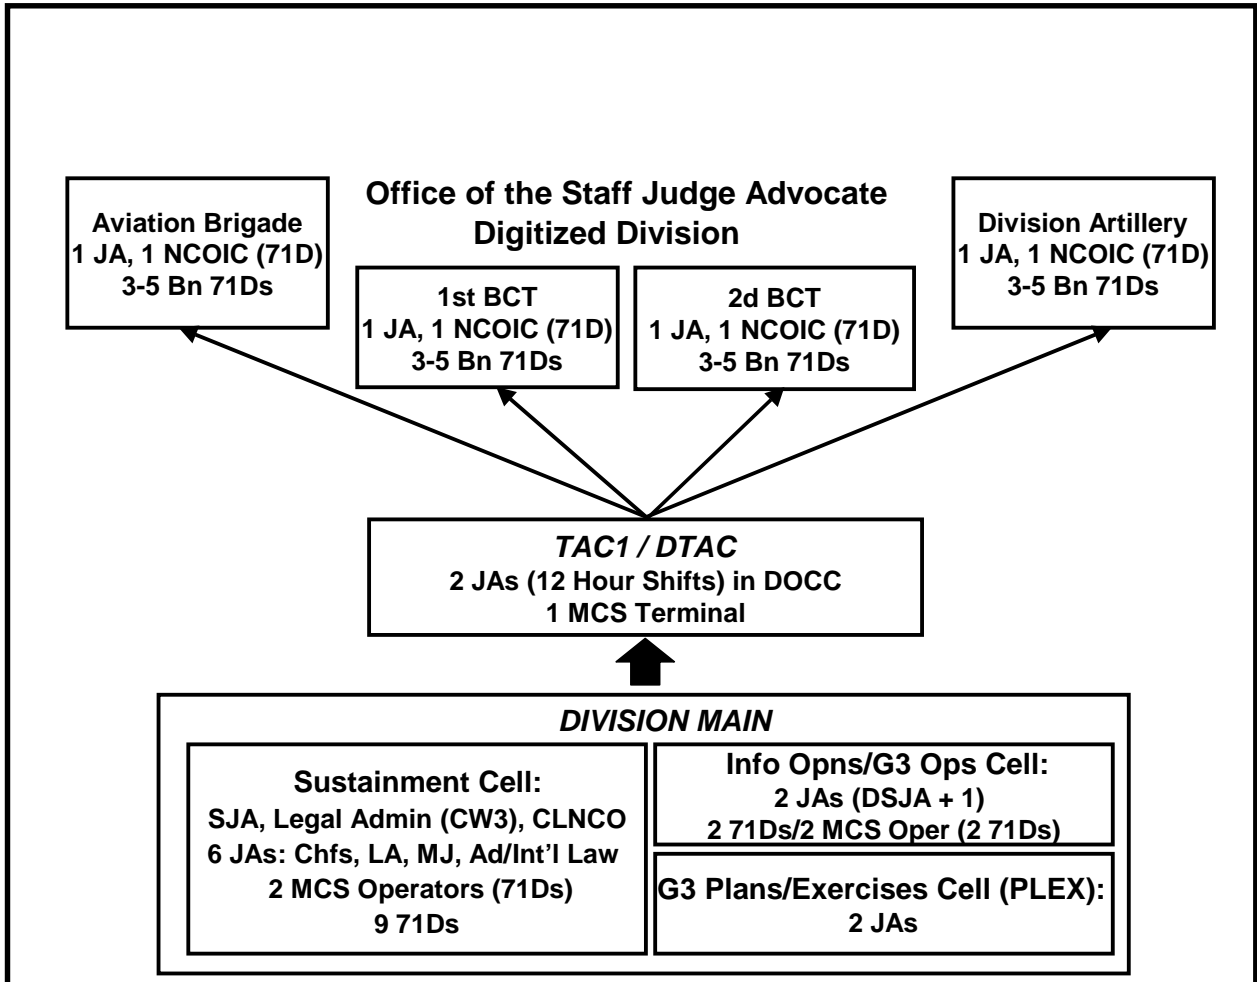 Office of the Staff Judge Advocate
Digitized Division
Aviation Brigade
1 JA, 1 NCOIC (71D)
3-5 Bn 71Ds
1st BCT
1 JA, 1 NCOIC (71D)
3-5 Bn 71Ds
2d BCT
1 JA, 1 NCOIC (71D)
3-5 Bn 71Ds
Division Artillery
1 JA, 1 NCOIC (71D)
3-5 Bn 71Ds
TAC1 / DTAC
2 JAs (12 Hour Shifts) in DOCC
1 MCS Terminal
DIVISION MAIN
Sustainment Cell:
SJA, Legal Admin (CW3), CLNCO
6 JAs: Chfs, LA, MJ, Ad/Int’l Law
2 MCS Operators (71Ds)
9 71Ds
Info Opns/G3 Ops Cell:
2 JAs (DSJA + 1)
2 71Ds/2 MCS Oper (2 71Ds)
G3 Plans/Exercises Cell (PLEX):
2 JAs